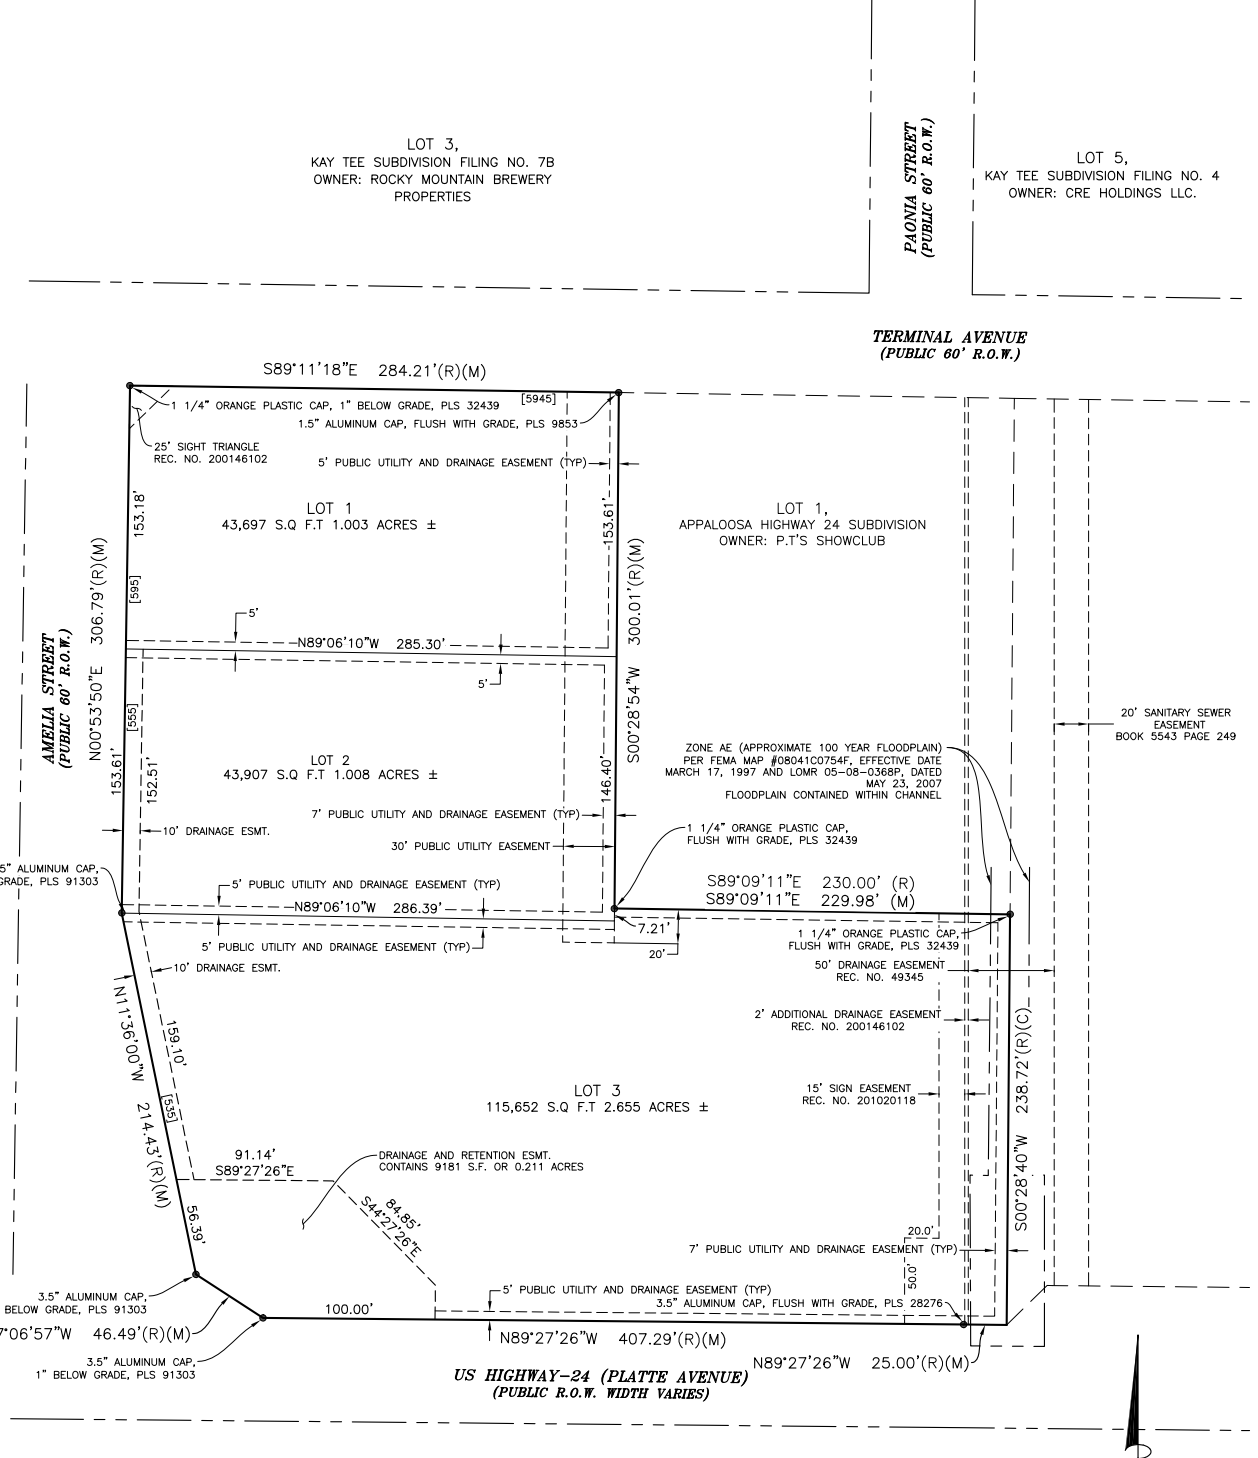 LOT 3,
KAY TEE SUBDIVISION FILING NO. 7B
OWNER: ROCKY MOUNTAIN BREWERY
PROPERTIES
PAONIA STREET
(PUBLIC 60' R.O.W.)
LOT 5,
KAY TEE SUBDIVISION FILING NO. 4
OWNER: CRE HOLDINGS LLC.
TERMINAL AVENUE
(PUBLIC 60' R.O.W.)
S89°11'18"E 284.21'(R)(M)
1 1/4" ORANGE PLASTIC CAP, 1" BELOW GRADE, PLS 32439
[5945]
1.5" ALUMINUM CAP, FLUSH WITH GRADE, PLS 9853
25' SIGHT TRIANGLE
REC. NO. 200146102
5' PUBLIC UTILITY AND DRAINAGE EASEMENT (TYP)
153.18'
LOT 1
43,697 S.Q F.T 1.003 ACRES ±
153.61'
LOT 1,
APPALOOSA HIGHWAY 24 SUBDIVISION
OWNER: P.T'S SHOWCLUB
N00°53'50"E 306.79'(R)(M)
[595]
S00°28'54"W 300.01'(R)(M)
5'
N89°06'10"W 285.30'
5'
AMELIA STREET
(PUBLIC 60' R.O.W.)
[555]
153.61'
152.51'
LOT 2
43,907 S.Q F.T 1.008 ACRES ±
146.40'
20' SANITARY SEWER
EASEMENT
BOOK 5543 PAGE 249
ZONE AE (APPROXIMATE 100 YEAR FLOODPLAIN)
PER FEMA MAP #08041C0754F, EFFECTIVE DATE
MARCH 17, 1997 AND LOMR 05-08-0368P, DATED
MAY 23, 2007
FLOODPLAIN CONTAINED WITHIN CHANNEL
7' PUBLIC UTILITY AND DRAINAGE EASEMENT (TYP)
10' DRAINAGE ESMT.
30' PUBLIC UTILITY EASEMENT
1 1/4" ORANGE PLASTIC CAP,
FLUSH WITH GRADE, PLS 32439
5" ALUMINUM CAP,
GRADE, PLS 91303
5' PUBLIC UTILITY AND DRAINAGE EASEMENT (TYP)
S89°09'11"E 230.00' (R)
S89°09'11"E 229.98' (M)
N89°06'10"W 286.39'
7.21'
1 1/4" ORANGE PLASTIC CAP,
FLUSH WITH GRADE, PLS 32439
5' PUBLIC UTILITY AND DRAINAGE EASEMENT (TYP)
20'
10' DRAINAGE ESMT.
50' DRAINAGE EASEMENT
REC. NO. 49345
N11°36'00"W 214.43'(R)(M)
159.10'
2' ADDITIONAL DRAINAGE EASEMENT
REC. NO. 200146102
[535]
LOT 3
115,652 S.Q F.T 2.655 ACRES ±
15' SIGN EASEMENT
REC. NO. 201020118
S00°28'40"W 238.72'(R)(C)
91.14'
S89°27'26"E
DRAINAGE AND RETENTION ESMT.
CONTAINS 9181 S.F. OR 0.211 ACRES
84.85'
S44°27'26"E
56.39'
20.0'
50.0'
7' PUBLIC UTILITY AND DRAINAGE EASEMENT (TYP)
3.5" ALUMINUM CAP,
BELOW GRADE, PLS 91303
5' PUBLIC UTILITY AND DRAINAGE EASEMENT (TYP)
3.5" ALUMINUM CAP, FLUSH WITH GRADE, PLS 28276
100.00'
7°06'57"W 46.49'(R)(M)
N89°27'26"W 407.29'(R)(M)
3.5" ALUMINUM CAP,
1" BELOW GRADE, PLS 91303
N89°27'26"W 25.00'(R)(M)
US HIGHWAY-24 (PLATTE AVENUE)
(PUBLIC R.O.W. WIDTH VARIES)